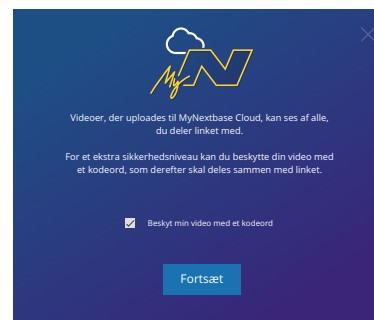 My N
Videoer, der uploades til MyNextbase Cloud, kan ses af alle,
du deler linket med.
For et ekstra sikkerhedsniveau kan du beskytte din video med
et kodeord, som derefter skal deles sammen med linket.
Beskyt min video med et kodeord
Fortsæt